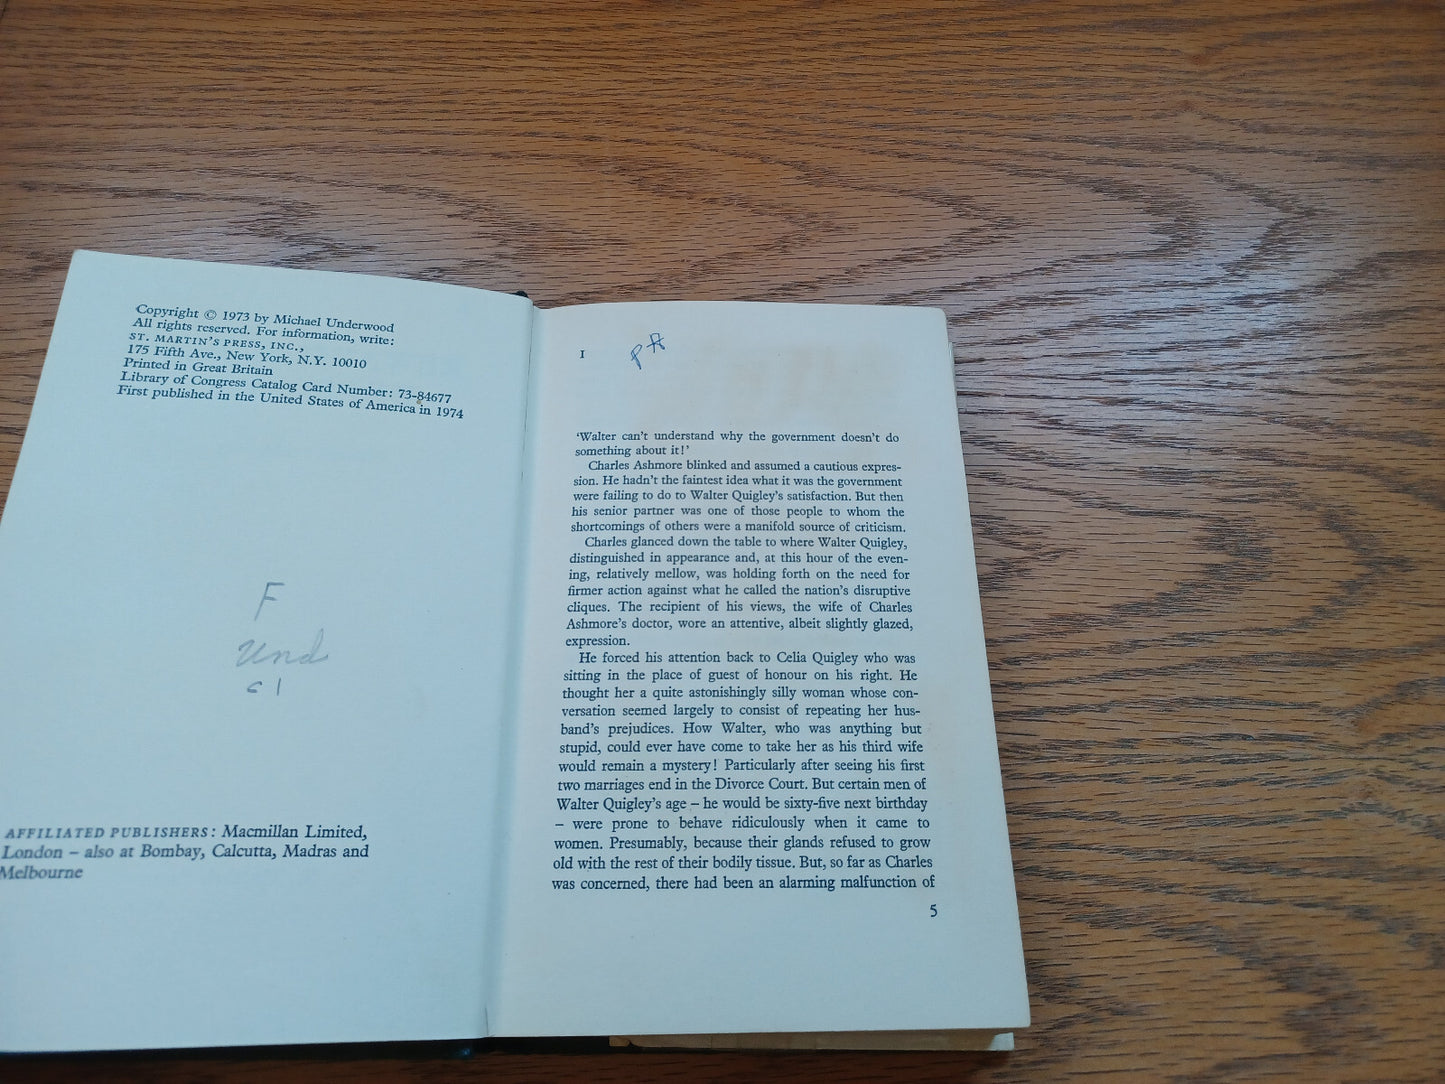 Copyright © 1973 by Michael Underwood
All rights reserved. For information, write:
ST. MARTIN'S PRESS, INC.,
175 Fifth Ave., New York, N.Y. 10010
Printed in Great Britain
Library of Congress Catalog Card Number: 73-84677
First published in the United States of America in 1974
F
Und
c1
AFFILIATED PUBLISHERS: Macmillan Limited,
London – also at Bombay, Calcutta, Madras and
Melbourne
1
‘Walter can’t understand why the government doesn’t do
something about it!’
Charles Ashmore blinked and assumed a cautious expres-
sion. He hadn’t the faintest idea what it was the government
were failing to do to Walter Quigley’s satisfaction. But then
his senior partner was one of those people to whom the
shortcomings of others were a manifold source of criticism.
Charles glanced down the table to where Walter Quigley,
distinguished in appearance and, at this hour of the even-
ing, relatively mellow, was holding forth on the need for
firmer action against what he called the nation’s disruptive
cliques. The recipient of his views, the wife of Charles
Ashmore’s doctor, wore an attentive, albeit slightly glazed,
expression.
He forced his attention back to Celia Quigley who was
sitting in the place of guest of honour on his right. He
thought her a quite astonishingly silly woman whose con-
versation seemed largely to consist of repeating her hus-
band’s prejudices. How Walter, who was anything but
stupid, could ever have come to take her as his third wife
would remain a mystery! Particularly after seeing his first
two marriages end in the Divorce Court. But certain men of
Walter Quigley’s age – he would be sixty-five next birthday
– were prone to behave ridiculously when it came to
women. Presumably, because their glands refused to grow
old with the rest of their bodily tissue. But, so far as Charles
was concerned, there had been an alarming malfunction of
5